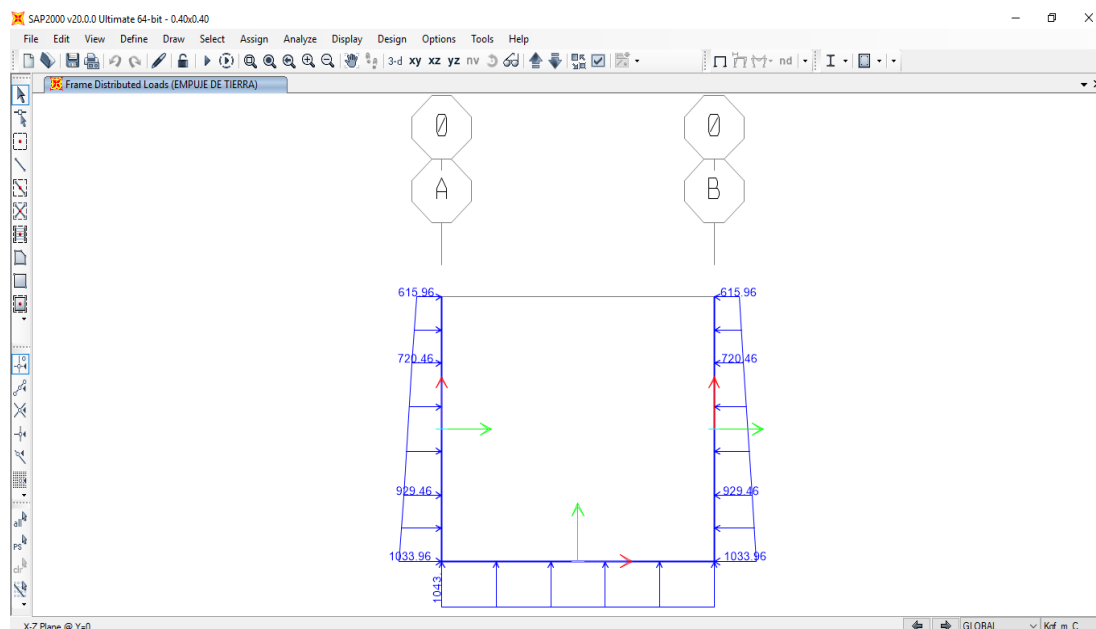 SAP2000 v20.0.0 Ultimate 64-bit - 0.40x0.40
File Edit View Define Draw Select Assign Analyze Display Design Options Tools Help
3-d xy xz yz nv nd
Frame Distributed Loads (EMPUJE DE TIERRA)
0 0
A B
615.96 615.96
720.46 720.46
929.46 929.46
1033.96 1033.96
1043.
all
PS
clr
X-Z Plane @ Y=0 GLOBAL Kgf, m, C